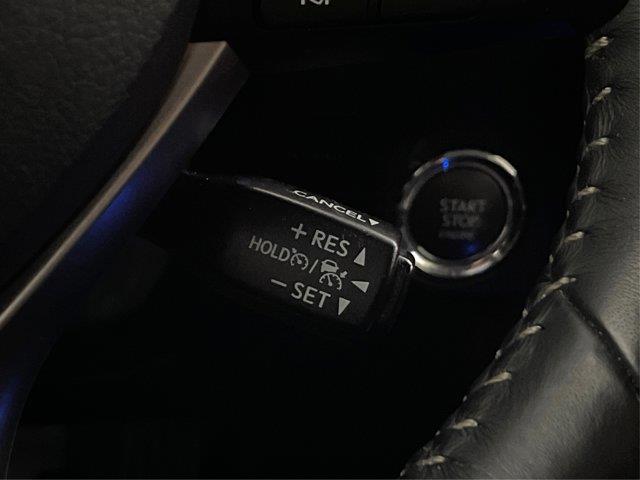 CANCEL▼
+ RES▲
HOLD /
− SET▼
START
STOP